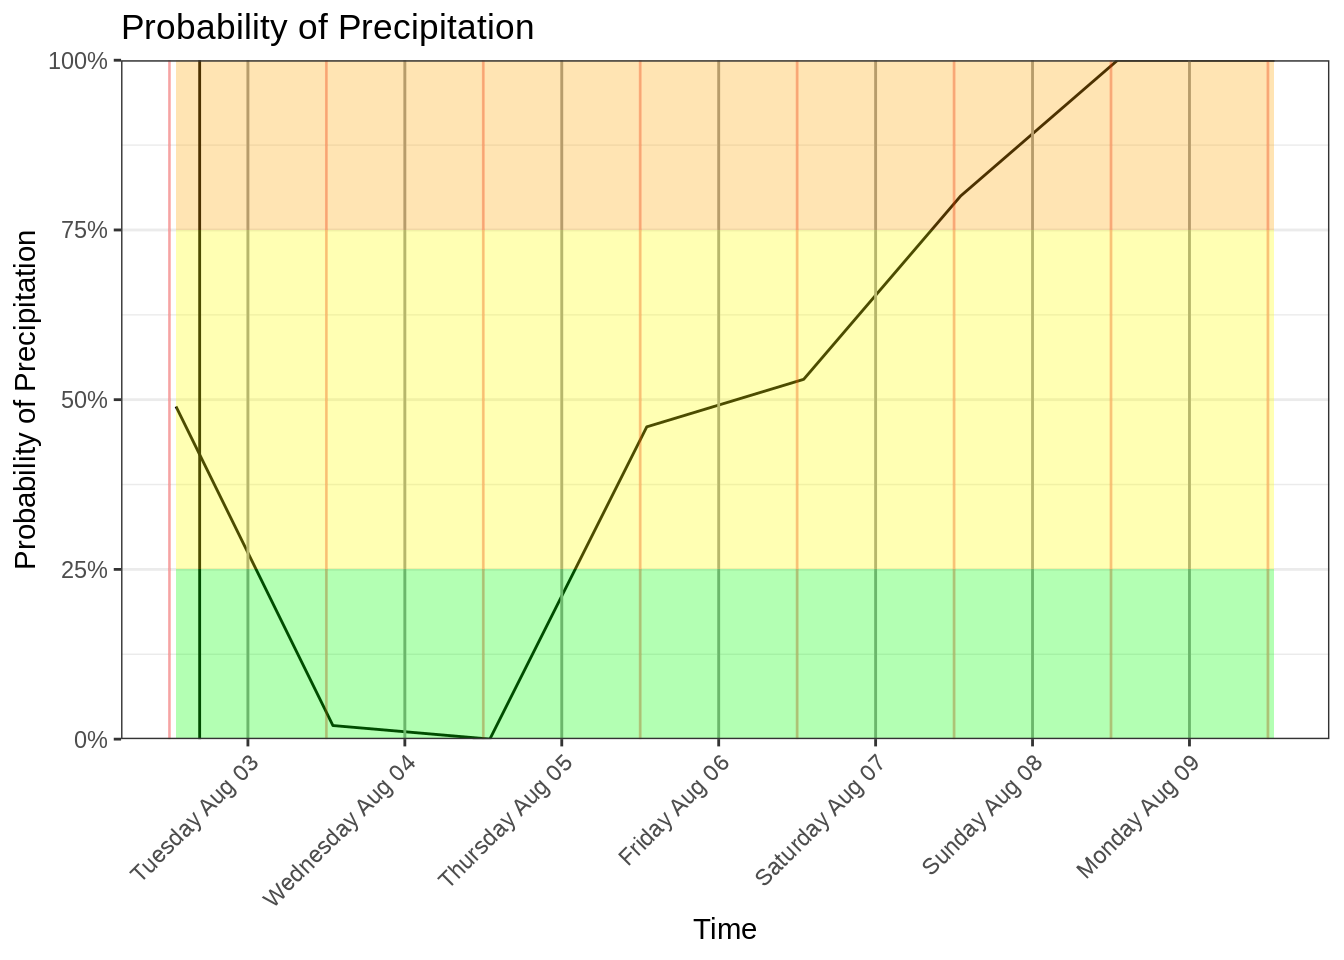 Probability of Precipitation
Probability of Precipitation
100%
75%
50%
25%
0%
Tuesday Aug 03
Wednesday Aug 04
Thursday Aug 05
Friday Aug 06
Saturday Aug 07
Sunday Aug 08
Monday Aug 09
Time